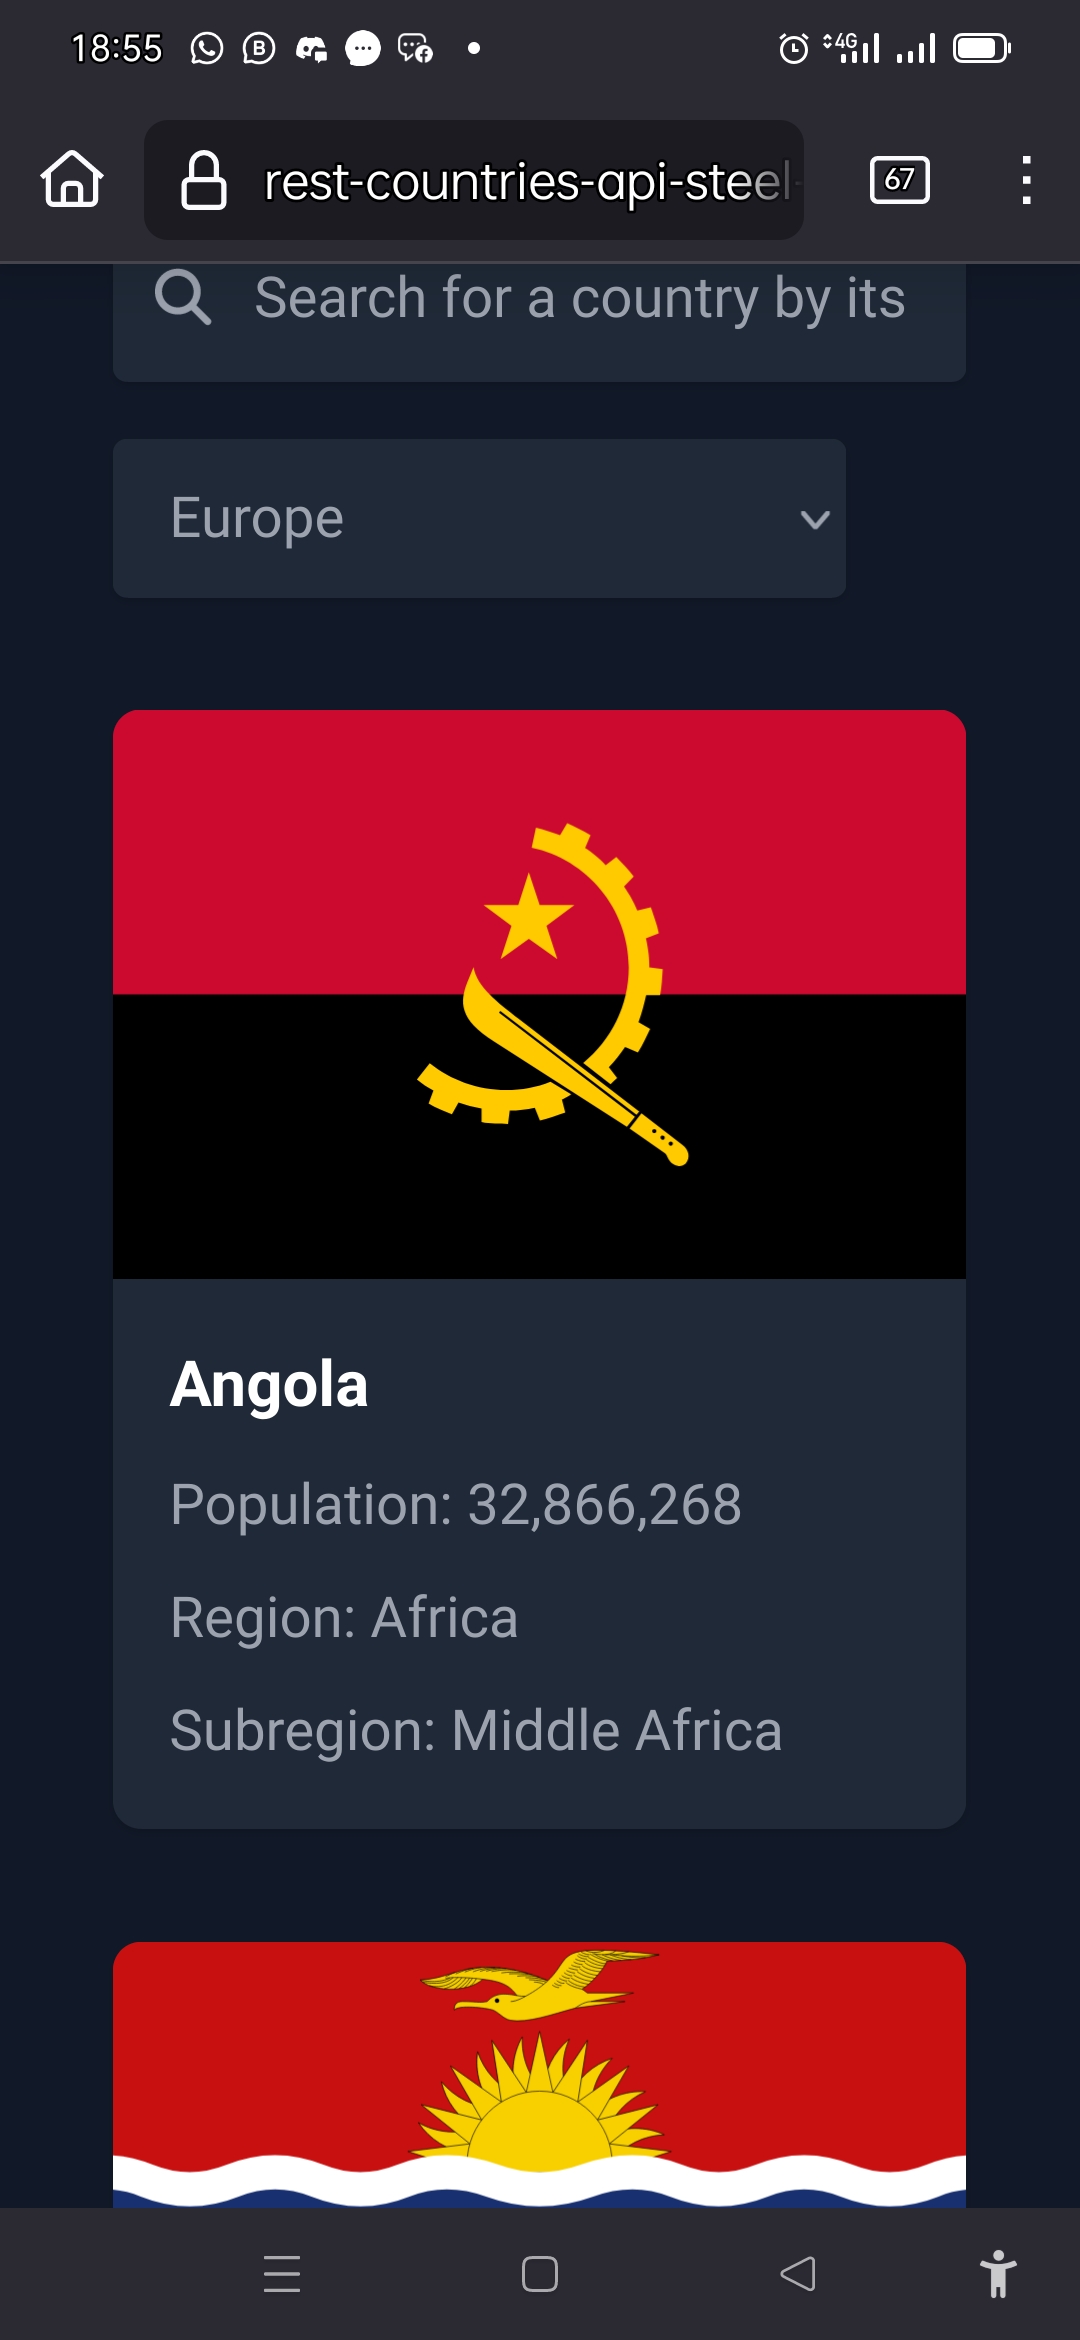 18:55
4G
rest-countries-api-steel-
67
Search for a country by its
Europe
Angola
Population: 32,866,268
Region: Africa
Subregion: Middle Africa